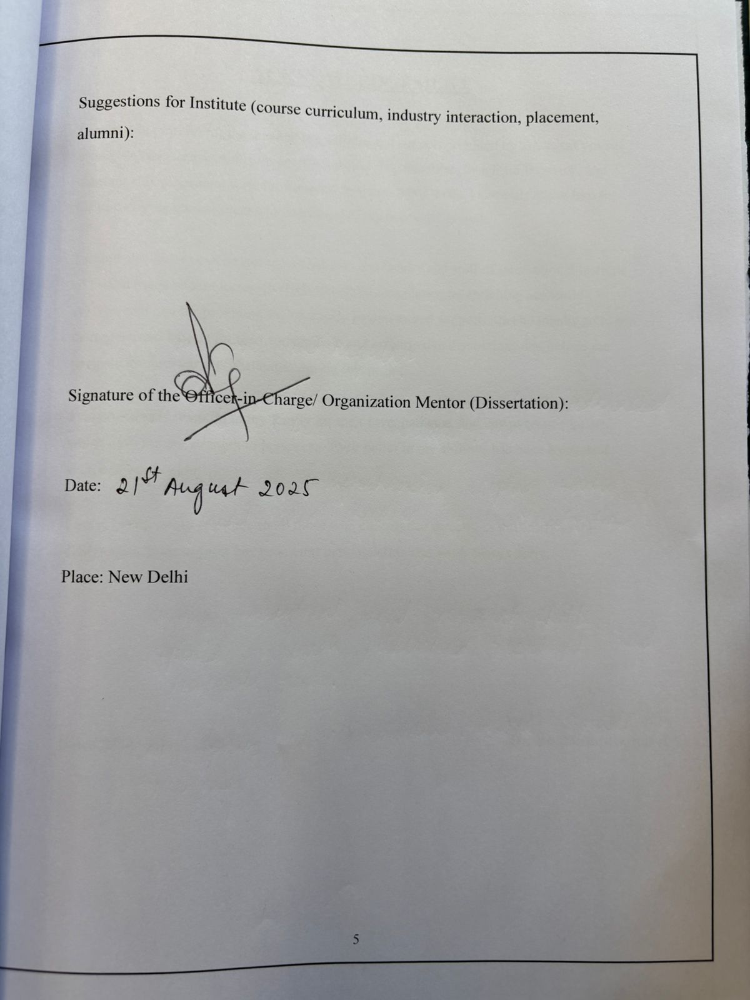 Suggestions for Institute (course curriculum, industry interaction, placement,
alumni):
Signature of the Officer-in-Charge/ Organization Mentor (Dissertation):
Date: 21st August 2025
Place: New Delhi
5